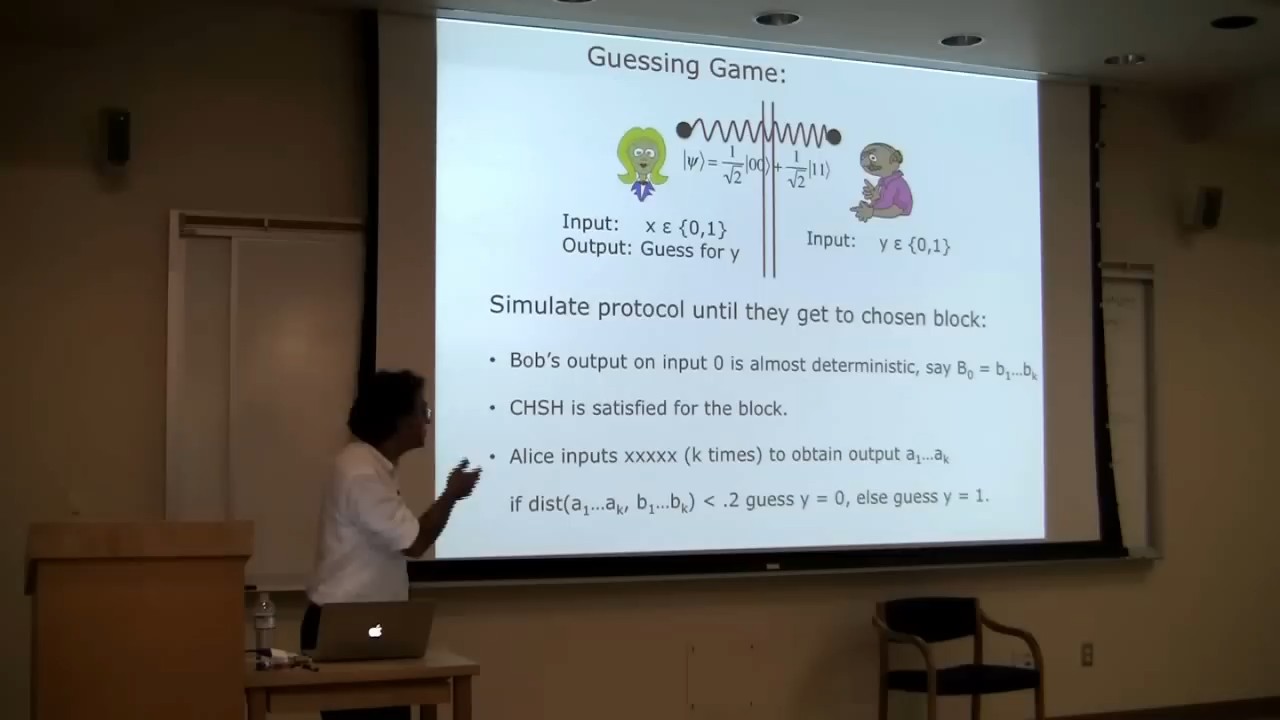 Guessing Game:
|ψ⟩ = 1/√2 |00⟩ + 1/√2 |11⟩
Input: x ε {0,1}
Output: Guess for y
Input: y ε {0,1}
Simulate protocol until they get to chosen block:
• Bob's output on input 0 is almost deterministic, say B₀ = b₁...bₖ
• CHSH is satisfied for the block.
• Alice inputs xxxxx (k times) to obtain output a₁...aₖ
if dist(a₁...aₖ, b₁...bₖ) < .2 guess y = 0, else guess y = 1.